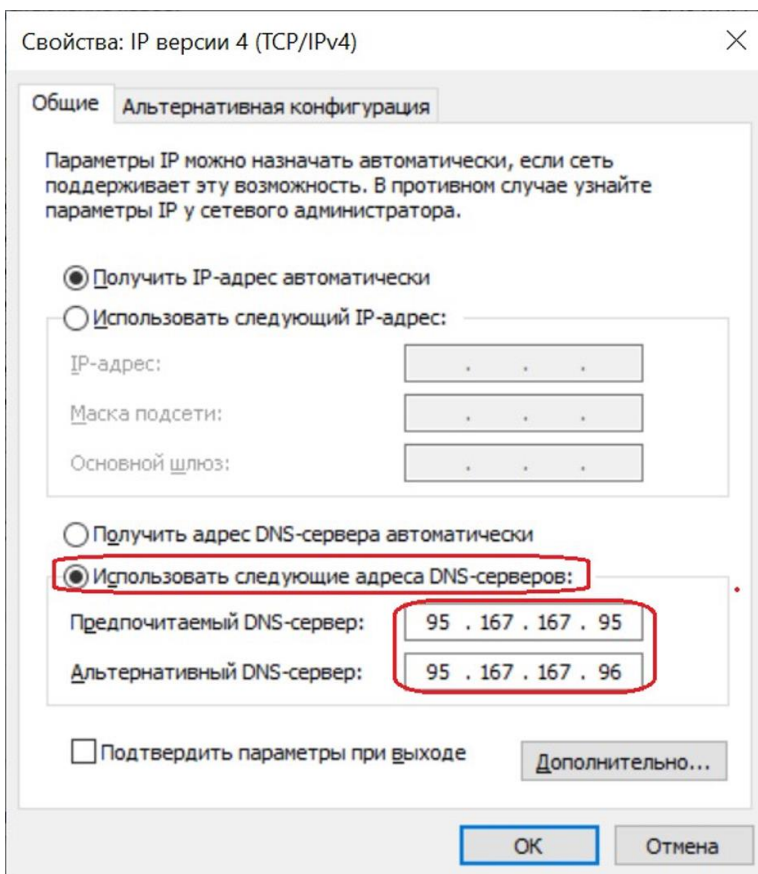 Свойства: IP версии 4 (TCP/IPv4)
Общие
Альтернативная конфигурация
Параметры IP можно назначать автоматически, если сеть
поддерживает эту возможность. В противном случае узнайте
параметры IP у сетевого администратора.
Получить IP-адрес автоматически
Использовать следующий IP-адрес:
IP-адрес:
Маска подсети:
Основной шлюз:
Получить адрес DNS-сервера автоматически
Использовать следующие адреса DNS-серверов:
Предпочитаемый DNS-сервер: 95 . 167 . 167 . 95
Альтернативный DNS-сервер: 95 . 167 . 167 . 96
Подтвердить параметры при выходе
Дополнительно...
ОК
Отмена